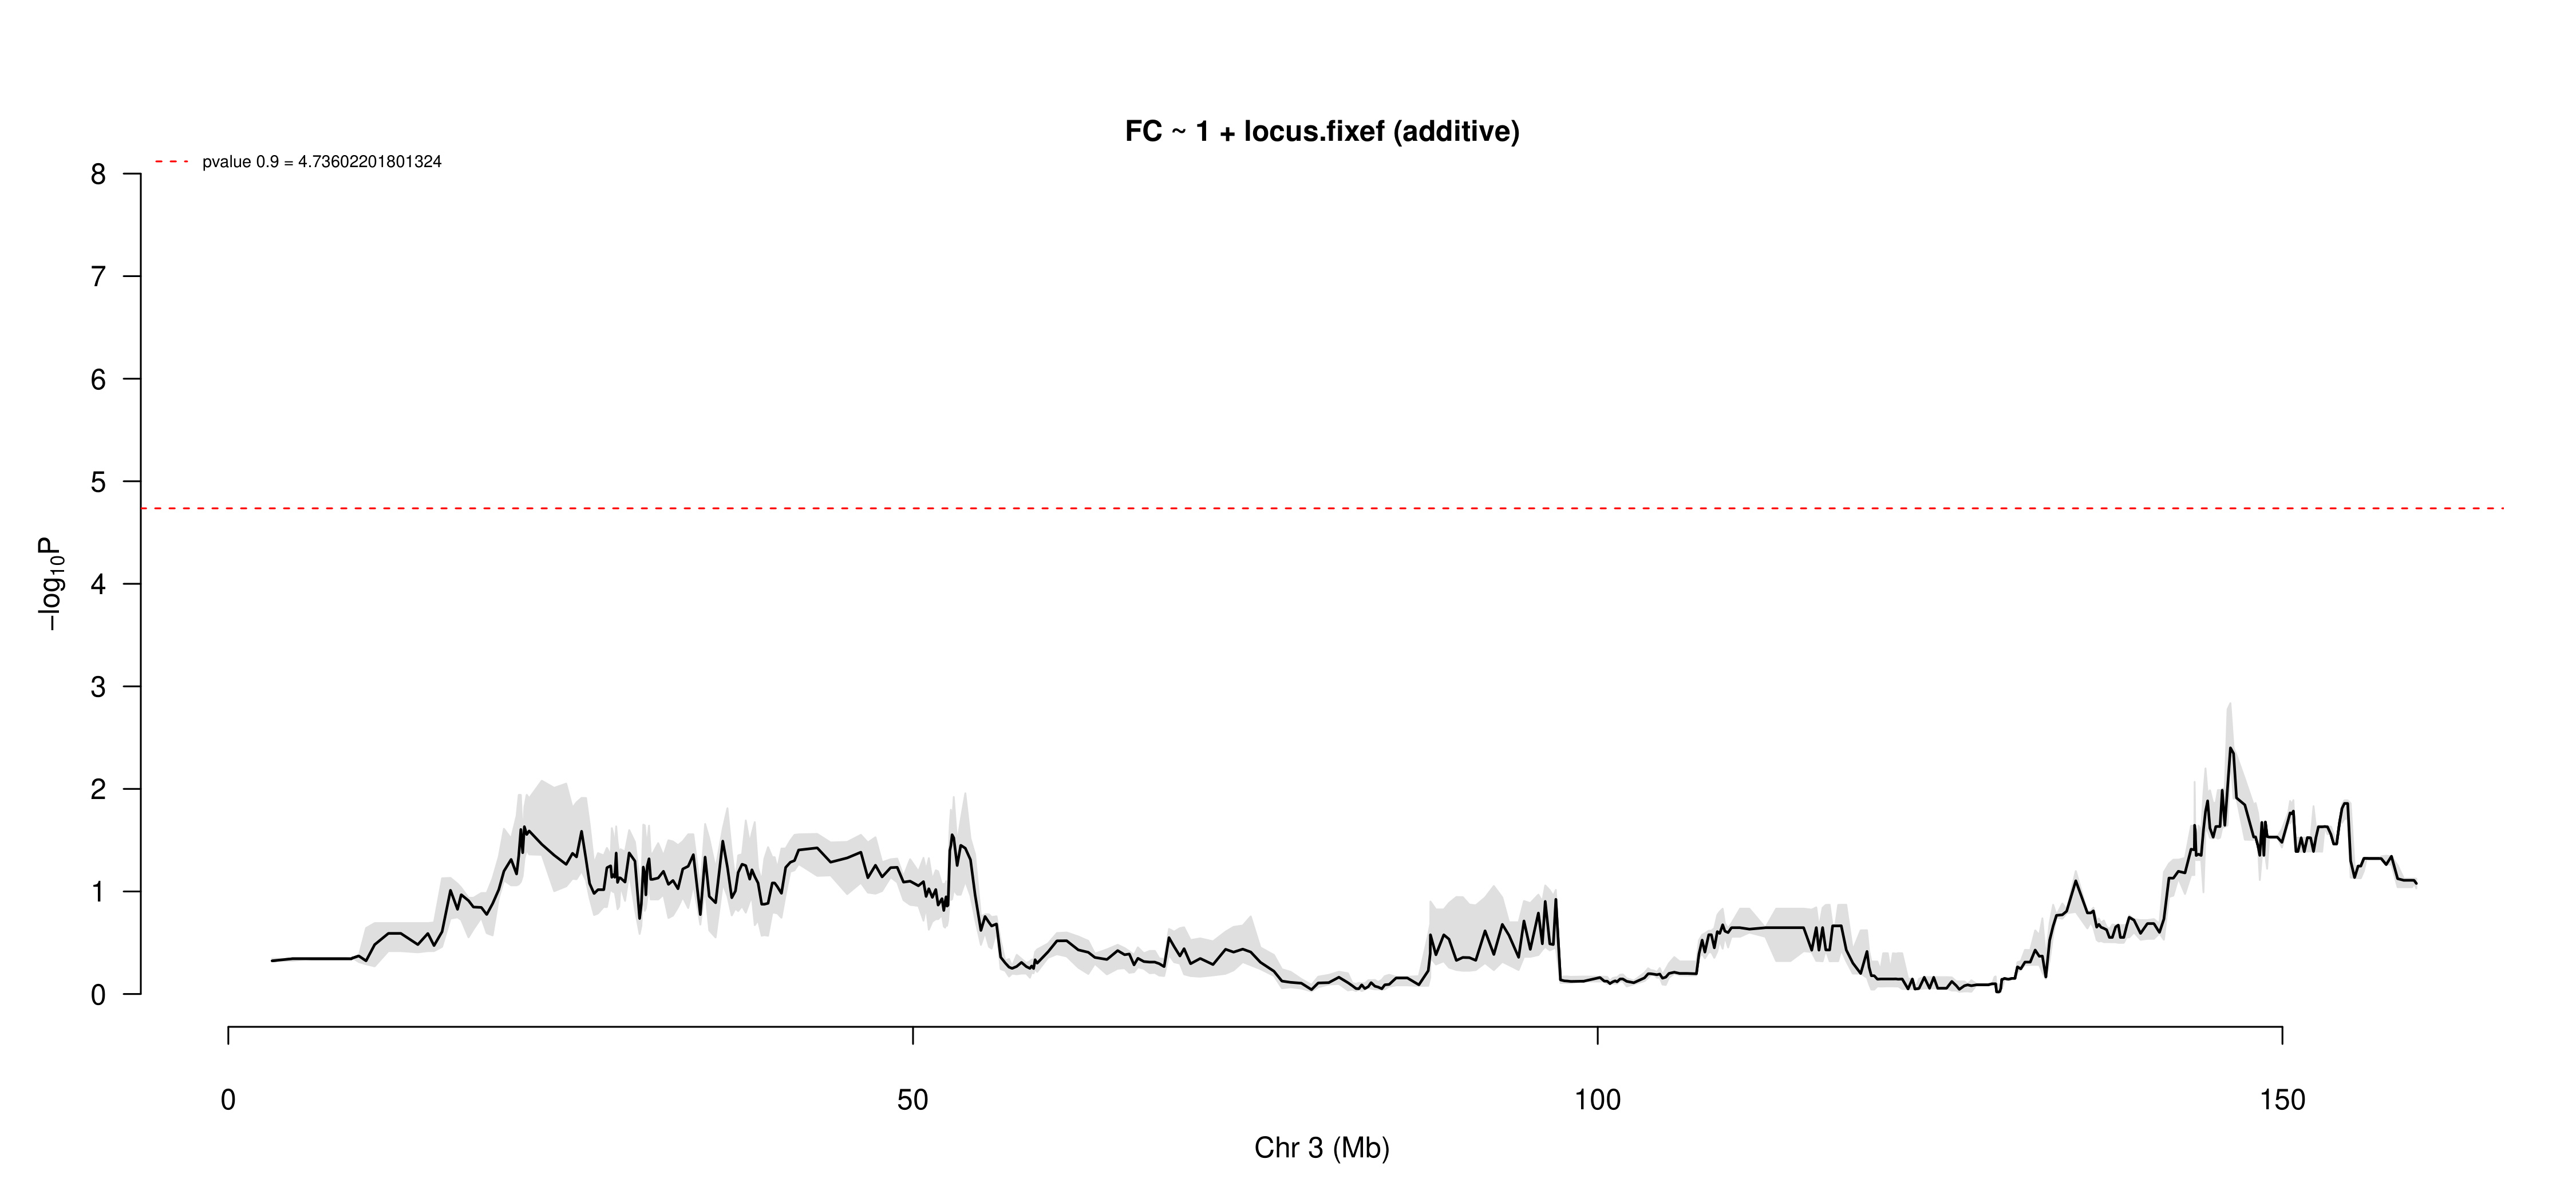 FC ~ 1 + locus.fixef (additive)
pvalue 0.9 = 4.73602201801324
8
7
6
5
4
3
2
1
0
−log10P
0 50 100 150
Chr 3 (Mb)